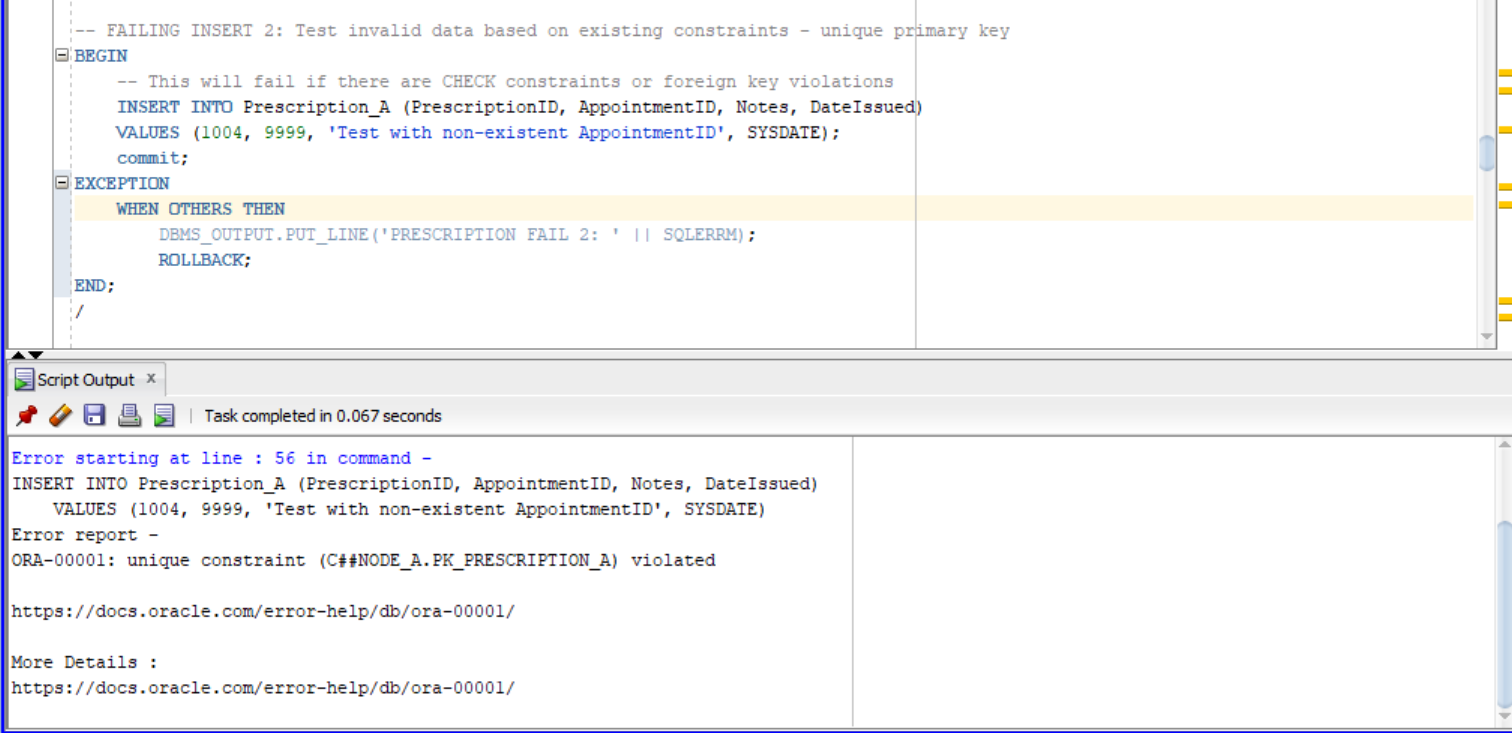 -- FAILING INSERT 2: Test invalid data based on existing constraints - unique primary key
BEGIN
-- This will fail if there are CHECK constraints or foreign key violations
INSERT INTO Prescription_A (PrescriptionID, AppointmentID, Notes, DateIssued)
VALUES (1004, 9999, 'Test with non-existent AppointmentID', SYSDATE);
commit;
EXCEPTION
WHEN OTHERS THEN
DBMS_OUTPUT.PUT_LINE('PRESCRIPTION FAIL 2: ' || SQLERRM);
ROLLBACK;
END;
/
Script Output x
Task completed in 0.067 seconds
Error starting at line : 56 in command -
INSERT INTO Prescription_A (PrescriptionID, AppointmentID, Notes, DateIssued)
VALUES (1004, 9999, 'Test with non-existent AppointmentID', SYSDATE)
Error report -
ORA-00001: unique constraint (C##NODE_A.PK_PRESCRIPTION_A) violated
https://docs.oracle.com/error-help/db/ora-00001/
More Details :
https://docs.oracle.com/error-help/db/ora-00001/